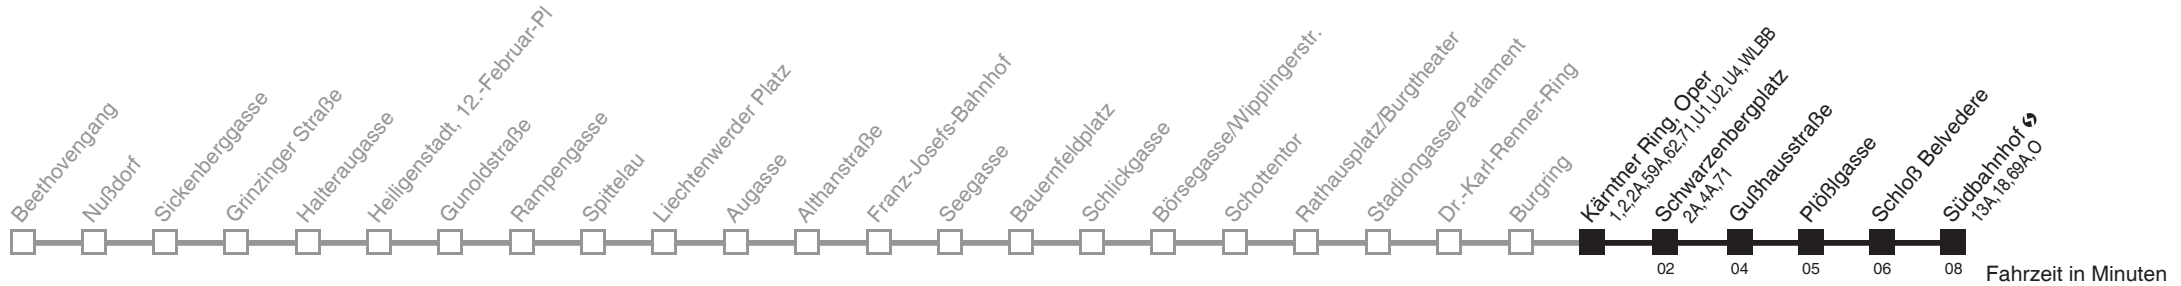 Beethovengang
Nußdorf
Sickenberggasse
Grinzinger Straße
Halteraugasse
Heiligenstadt, 12.-Februar-Pl
Gunoldstraße
Rampengasse
Spittelau
Liechtenwerder Platz
Augasse
Althanstraße
Franz-Josefs-Bahnhof
Seegasse
Bauernfeldplatz
Schlickgasse
Börsegasse/Wipplingerstr.
Schottentor
Rathausplatz/Burgtheater
Stadiongasse/Parlament
Dr.-Karl-Renner-Ring
Burgring
Kärntner Ring, Oper
1,2,2A,59A,62,71,U1,U2,U4,WLBB
Schwarzenbergplatz
2A,4A,71
Gußhausstraße
Plößlgasse
Schloß Belvedere
Südbahnhof
13A,18,69A,O
02 04 05 06 08
Fahrzeit in Minuten